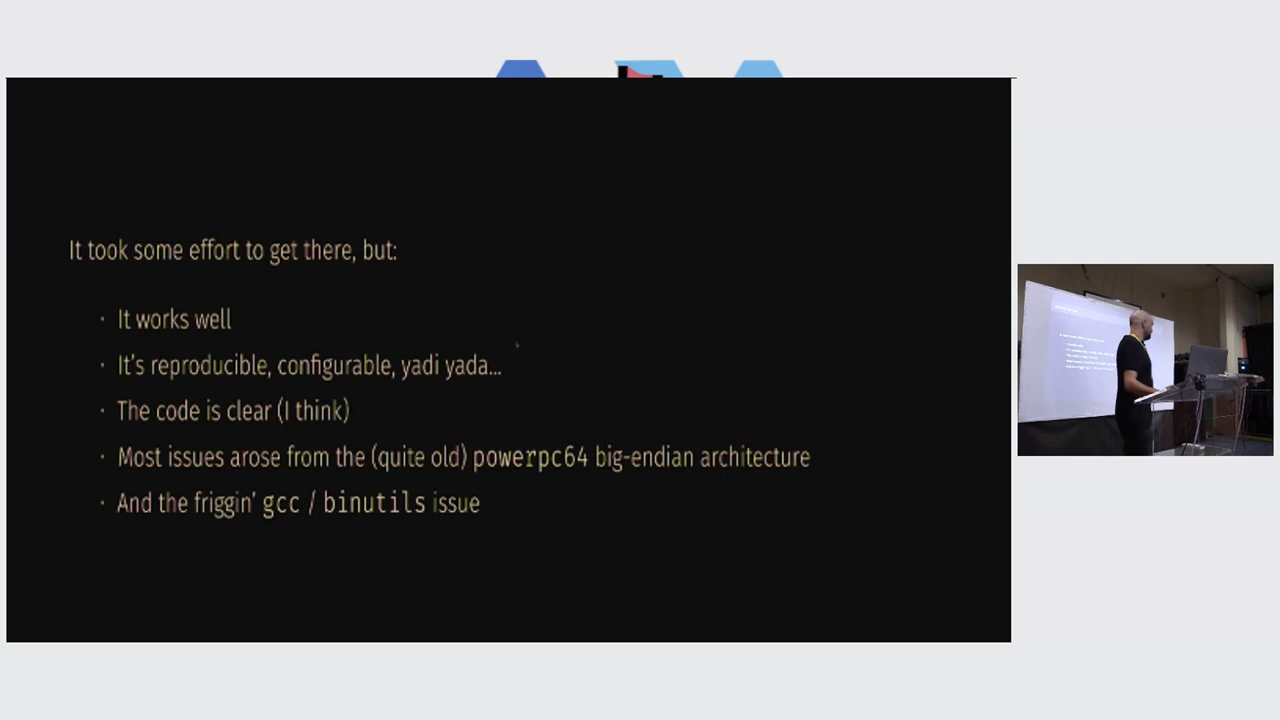 It took some effort to get there, but:
· It works well
· It's reproducible, configurable, yadi yada...
· The code is clear (I think)
· Most issues arose from the (quite old) powerpc64 big-endian architecture
· And the friggin' gcc / binutils issue